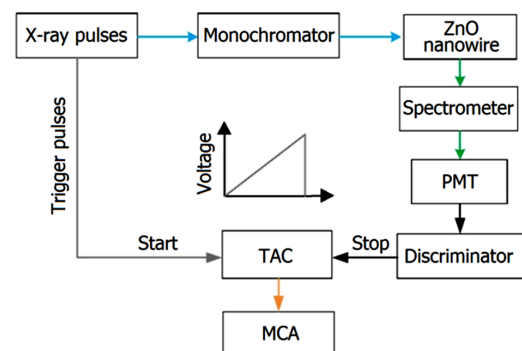 X-ray pulses
Monochromator
ZnO
nanowire
Spectrometer
Trigger pulses
Voltage
PMT
Start
TAC
Stop
Discriminator
MCA